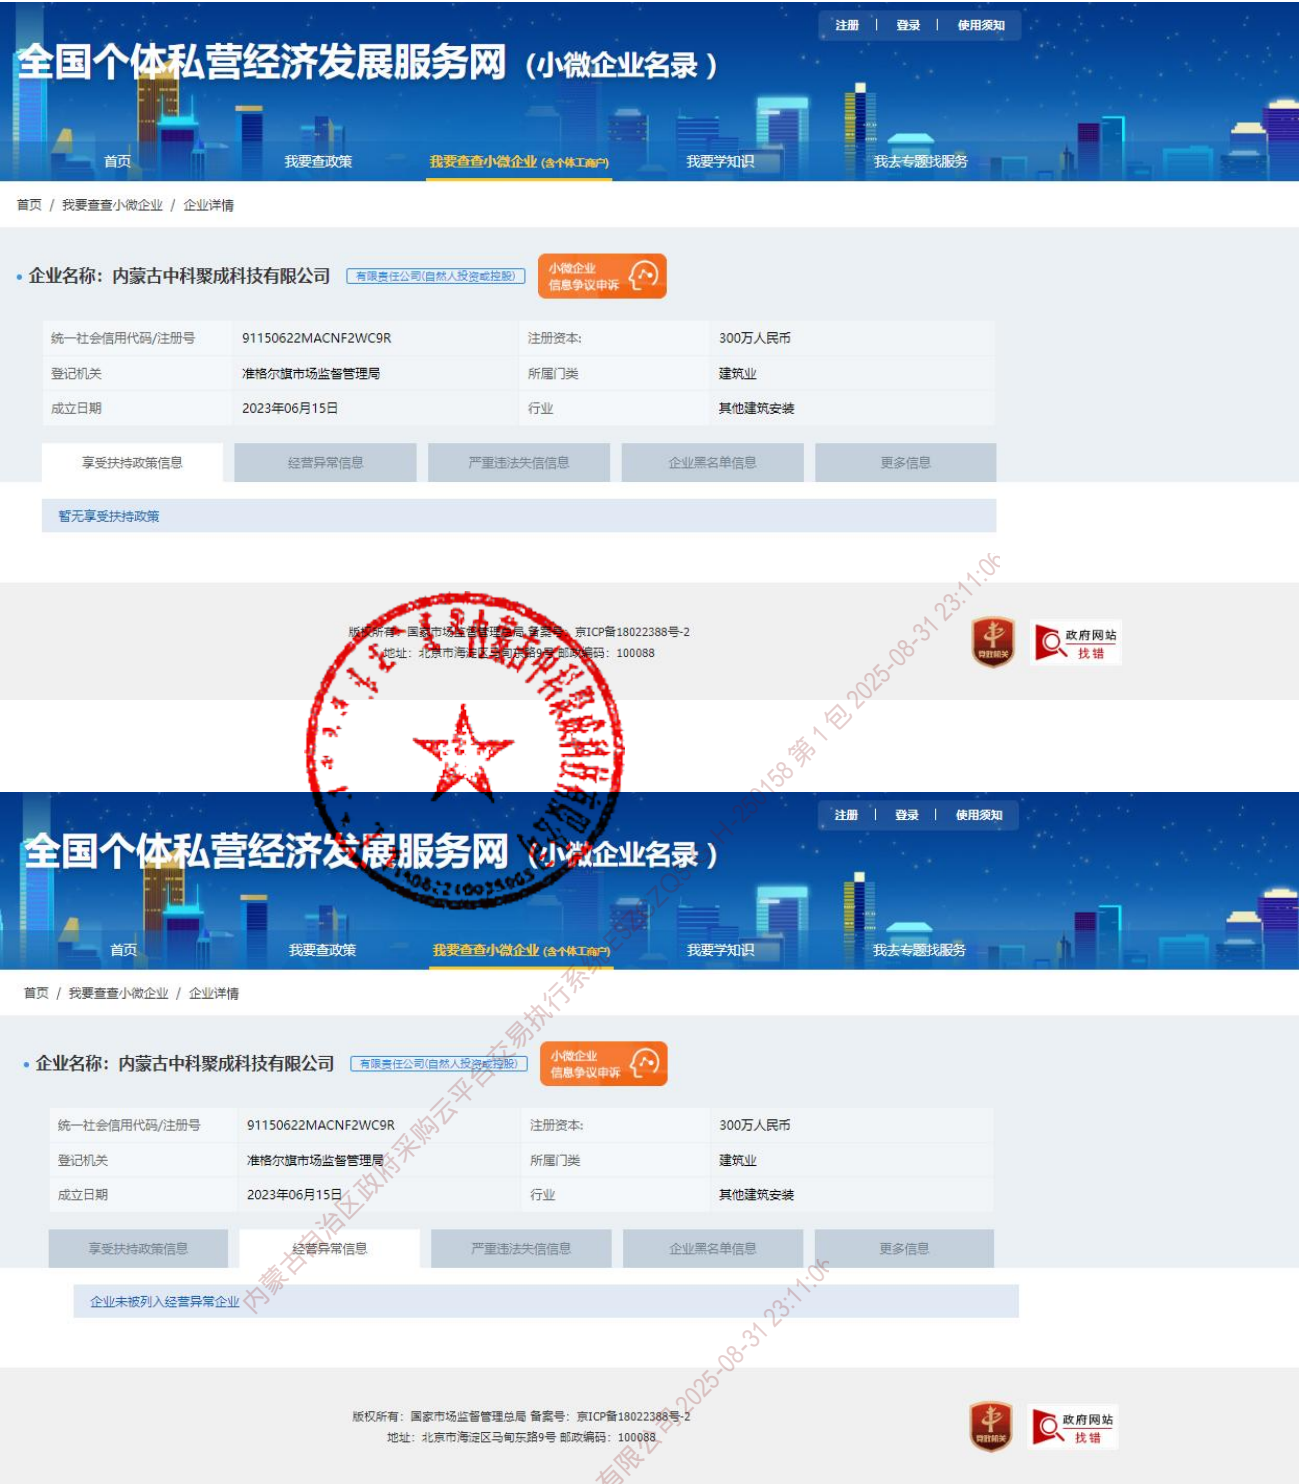 注册 | 登录 | 使用须知
全国个体私营经济发展服务网（小微企业名录）
首页 我要查政策 我要查查小微企业 (含个体工商户) 我要学知识 我去专题找服务
首页 / 我要查查小微企业 / 企业详情
企业名称：内蒙古中科聚成科技有限公司 有限责任公司(自然人投资或控股) 小微企业
信息争议申诉
统一社会信用代码/注册号 91150622MACNF2WC9R 注册资本: 300万人民币
登记机关 准格尔旗市场监督管理局 所属门类 建筑业
成立日期 2023年06月15日 行业 其他建筑安装
享受扶持政策信息 经营异常信息 严重违法失信信息 企业黑名单信息 更多信息
暂无享受扶持政策
版权所有：国家市场监督管理总局 备案号：京ICP备18022388号-2
地址：北京市海淀区马甸东路9号 邮政编码：100088
党政机关
政府网站
找错
注册 | 登录 | 使用须知
全国个体私营经济发展服务网（小微企业名录）
首页 我要查政策 我要查查小微企业 (含个体工商户) 我要学知识 我去专题找服务
首页 / 我要查查小微企业 / 企业详情
企业名称：内蒙古中科聚成科技有限公司 有限责任公司(自然人投资或控股) 小微企业
信息争议申诉
统一社会信用代码/注册号 91150622MACNF2WC9R 注册资本: 300万人民币
登记机关 准格尔旗市场监督管理局 所属门类 建筑业
成立日期 2023年06月15日 行业 其他建筑安装
享受扶持政策信息 经营异常信息 严重违法失信信息 企业黑名单信息 更多信息
企业未被列入经营异常企业
版权所有：国家市场监督管理总局 备案号：京ICP备18022388号-2
地址：北京市海淀区马甸东路9号 邮政编码：100088
党政机关
政府网站
找错
内蒙古自治区政府采购云平台交易执行系统
第1包 2025-08-31 23:11:06
有限公司 2025-08-31 23:11:06